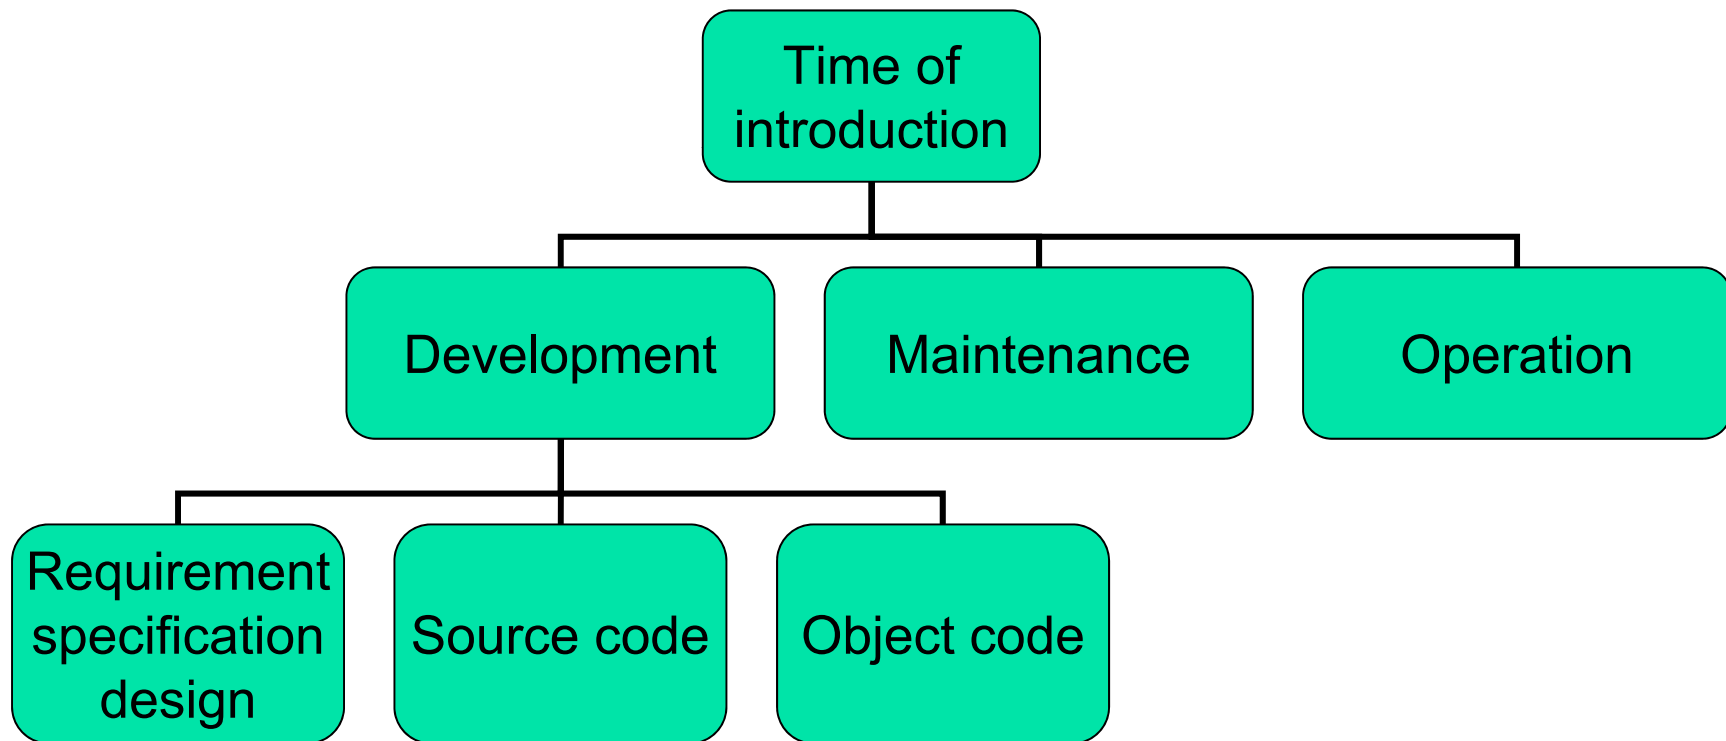 Time of
introduction
Development
Maintenance
Operation
Requirement
specification
design
Source code
Object code